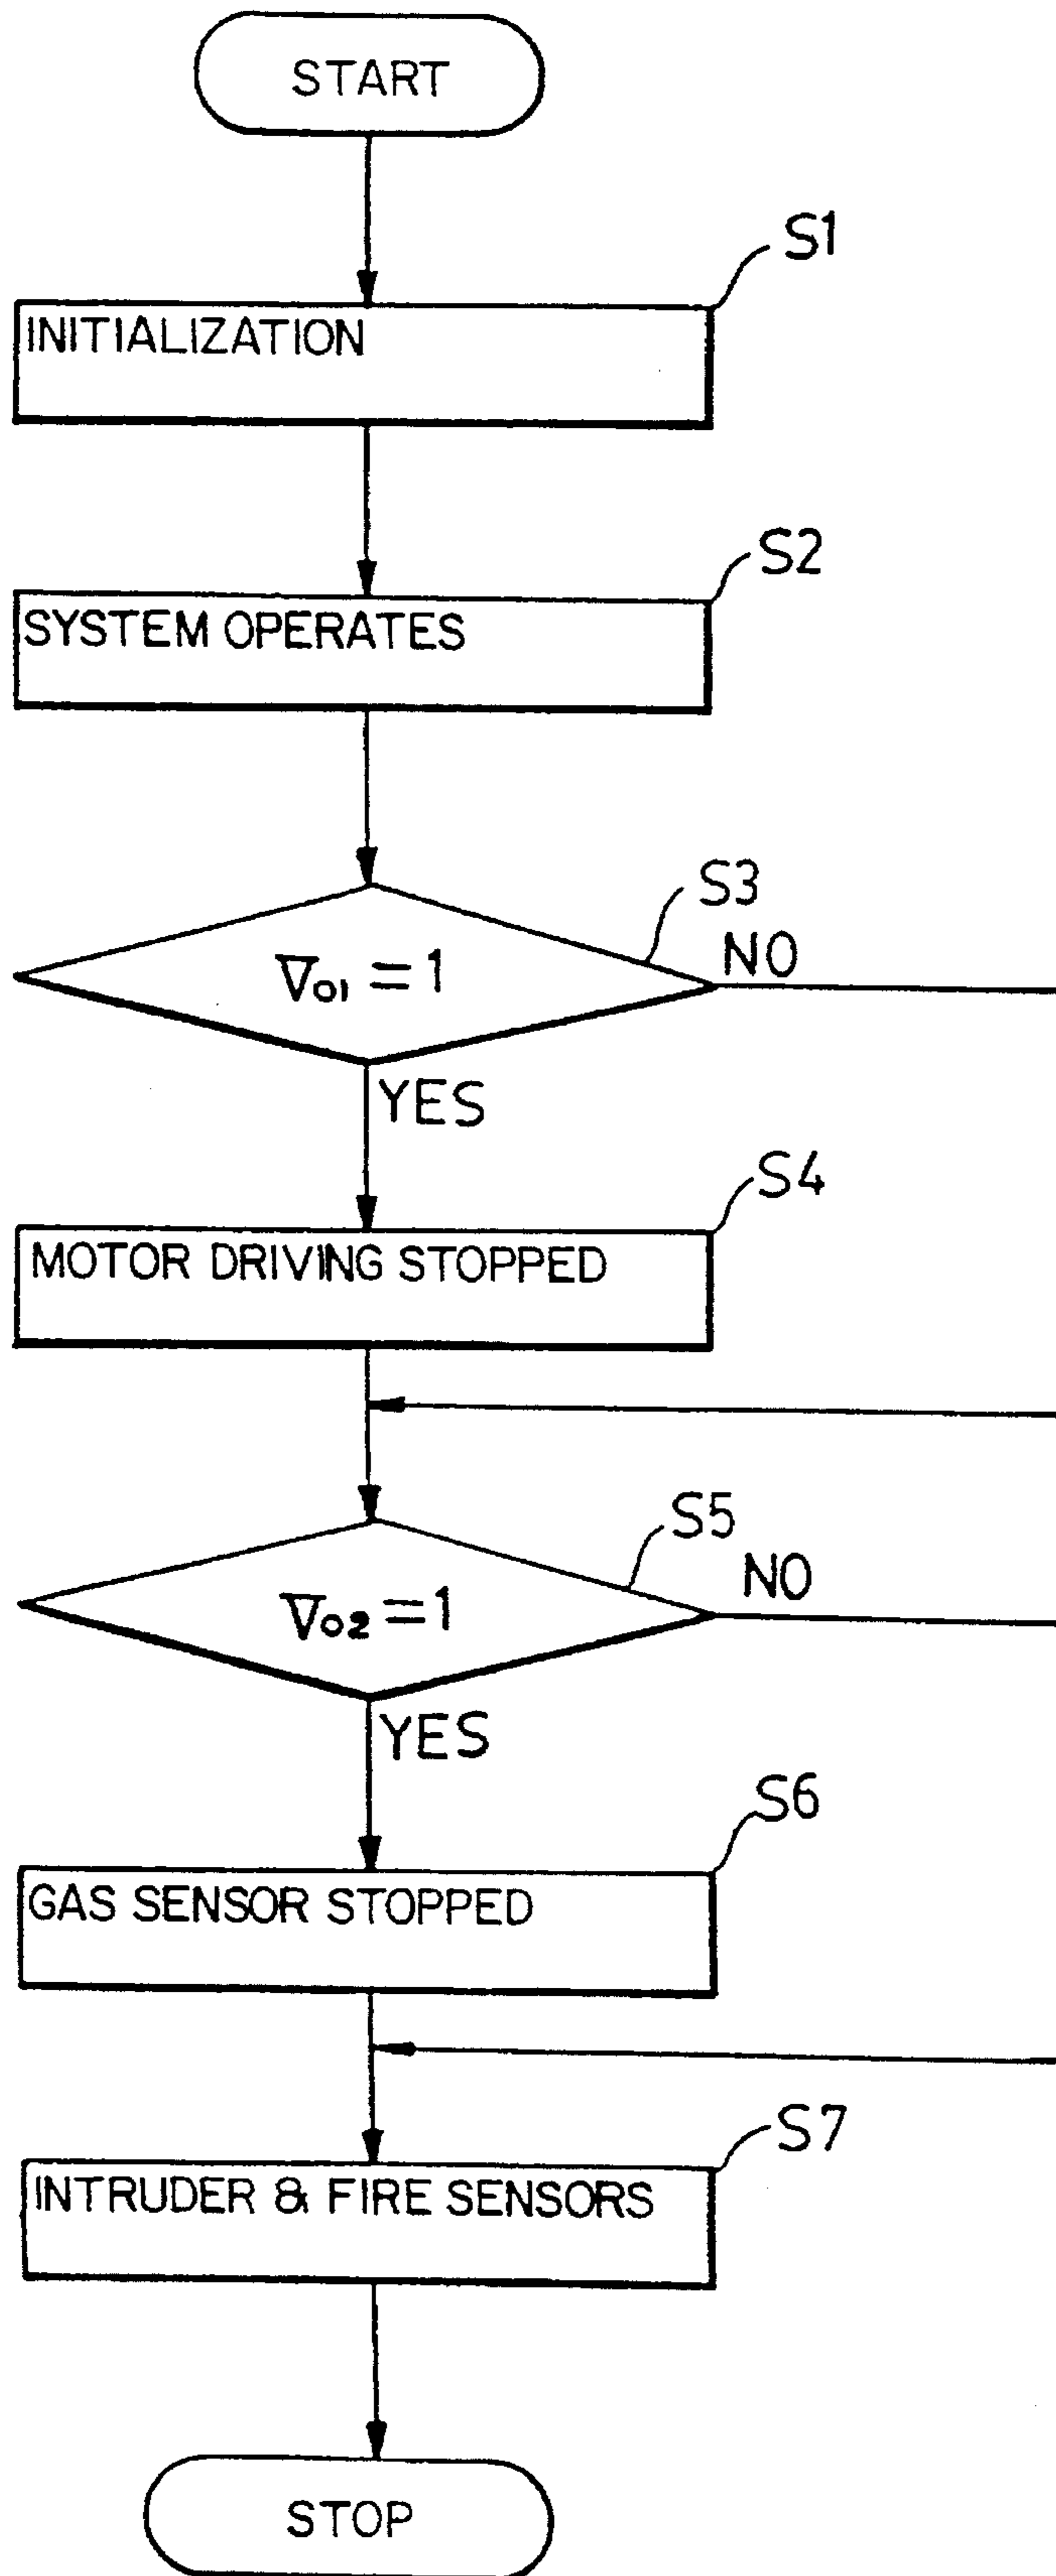 START
S1
INITIALIZATION
S2
SYSTEM OPERATES
S3
V01 = 1
NO
YES
S4
MOTOR DRIVING STOPPED
S5
V02 = 1
NO
YES
S6
GAS SENSOR STOPPED
S7
INTRUDER & FIRE SENSORS
STOP